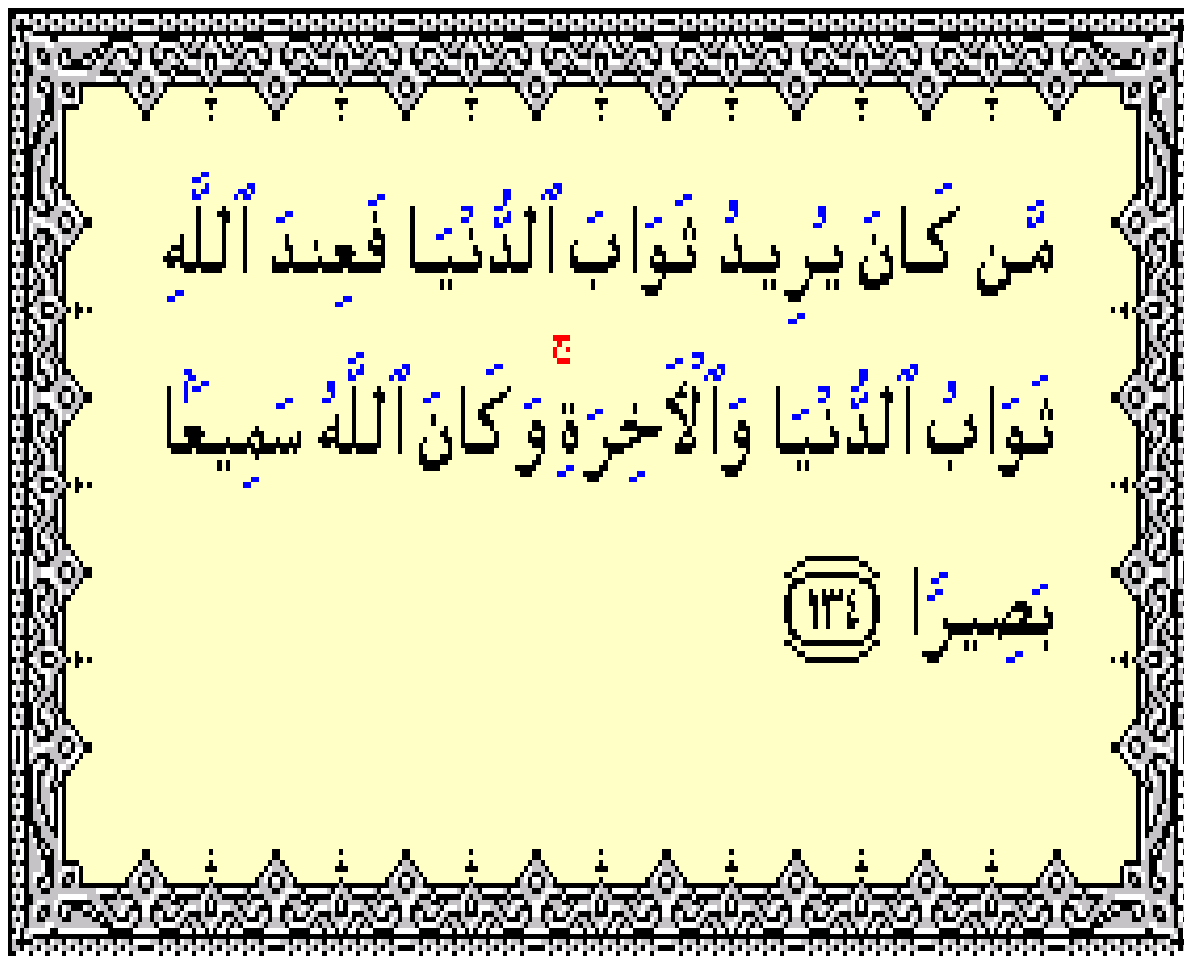 مَّن كَانَ يُرِيدُ ثَوَابَ ٱلدُّنْيَا فَعِندَ ٱللَّهِ
ثَوَابُ ٱلدُّنْيَا وَٱلْأَخِرَةِ ۚ وَكَانَ ٱللَّهُ سَمِيعًۢا
بَصِيرًا ١٣٤